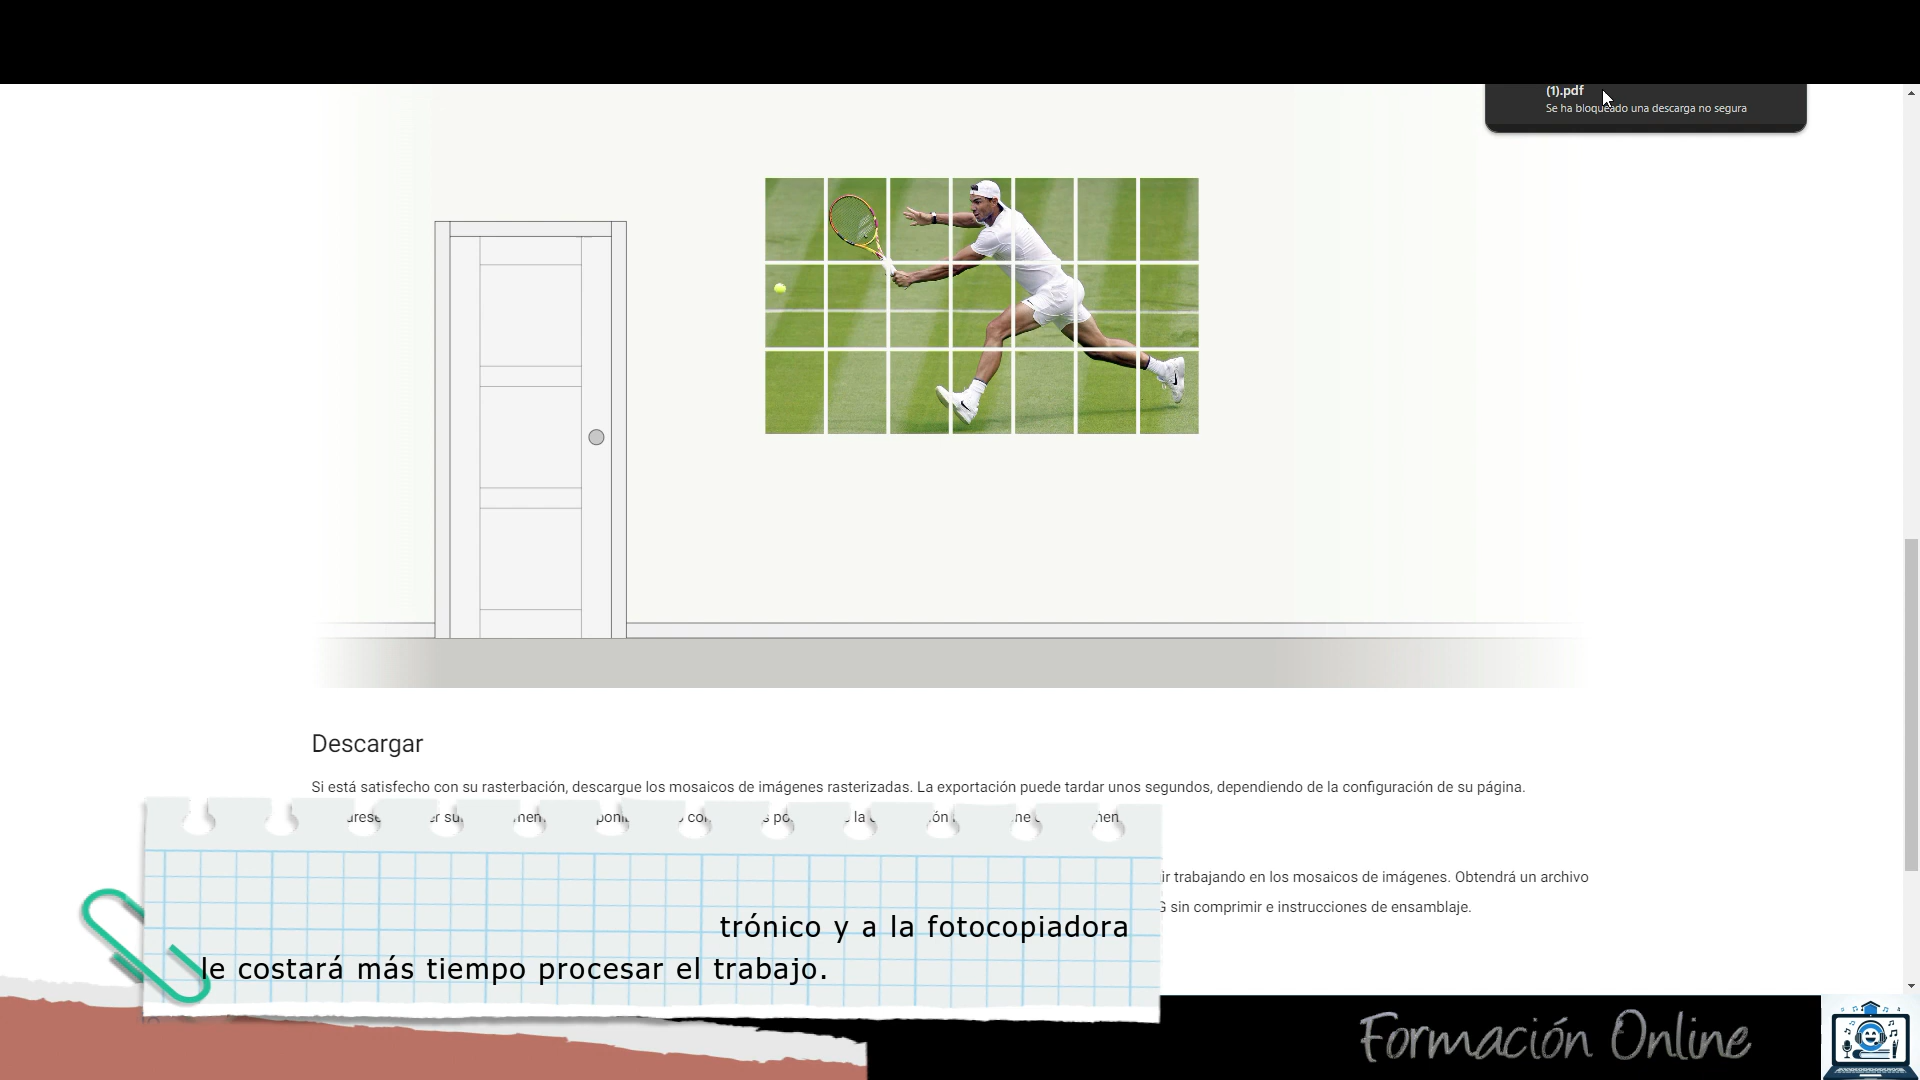 (1).pdf
Se ha bloqueado una descarga no segura
Descargar
Si está satisfecho con su rasterbación, descargue los mosaicos de imágenes rasterizadas. La exportación puede tardar unos segundos, dependiendo de la configuración de su página.
ir trabajando en los mosaicos de imágenes. Obtendrá un archivo
sin comprimir e instrucciones de ensamblaje.
trónico y a la fotocopiadora
le costará más tiempo procesar el trabajo.
Formación Online